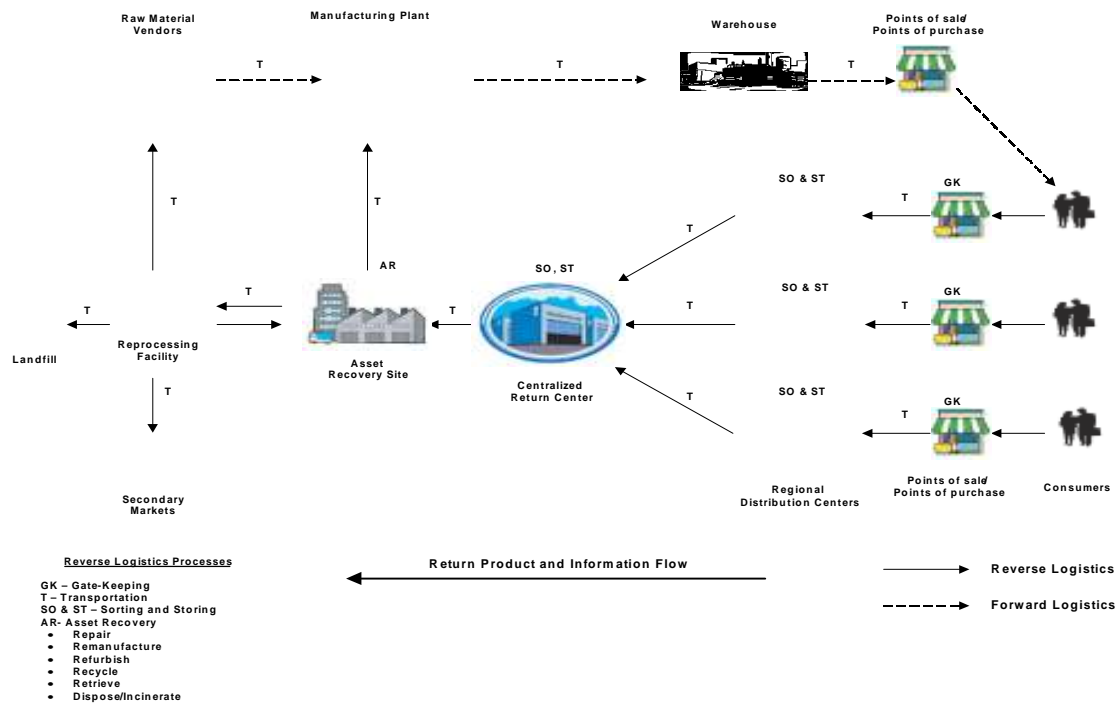 Raw Material
Vendors
Manufacturing Plant
Warehouse
Points of sale/
Points of purchase
T
T
T
SO & ST
GK
T
T
T
T
AR
SO, ST
SO & ST
GK
T
T
T
T
T
T
Landfill
Reprocessing
Facility
Asset
Recovery Site
Centralized
Return Center
SO & ST
GK
T
T
T
Secondary
Markets
Regional
Distribution Centers
Points of sale/
Points of purchase
Consumers
Reverse Logistics Processes
GK – Gate-Keeping
T – Transportation
SO & ST – Sorting and Storing
AR- Asset Recovery
• Repair
• Remanufacture
• Refurbish
• Recycle
• Retrieve
• Dispose/Incinerate
Return Product and Information Flow
Reverse Logistics
Forward Logistics